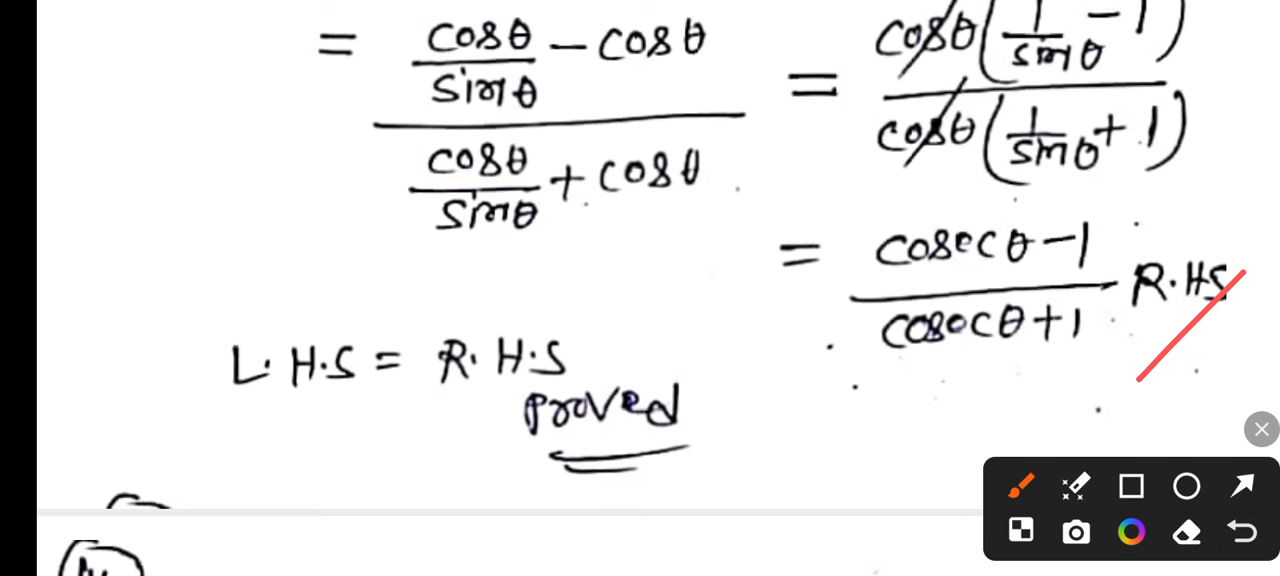 = (cosθ/sinθ - cosθ)/(cosθ/sinθ + cosθ) = cosθ(1/sinθ - 1)/cosθ(1/sinθ + 1)
= (cosecθ - 1)/(cosecθ + 1) - R.HS
L.H.S = R.H.S
Proved